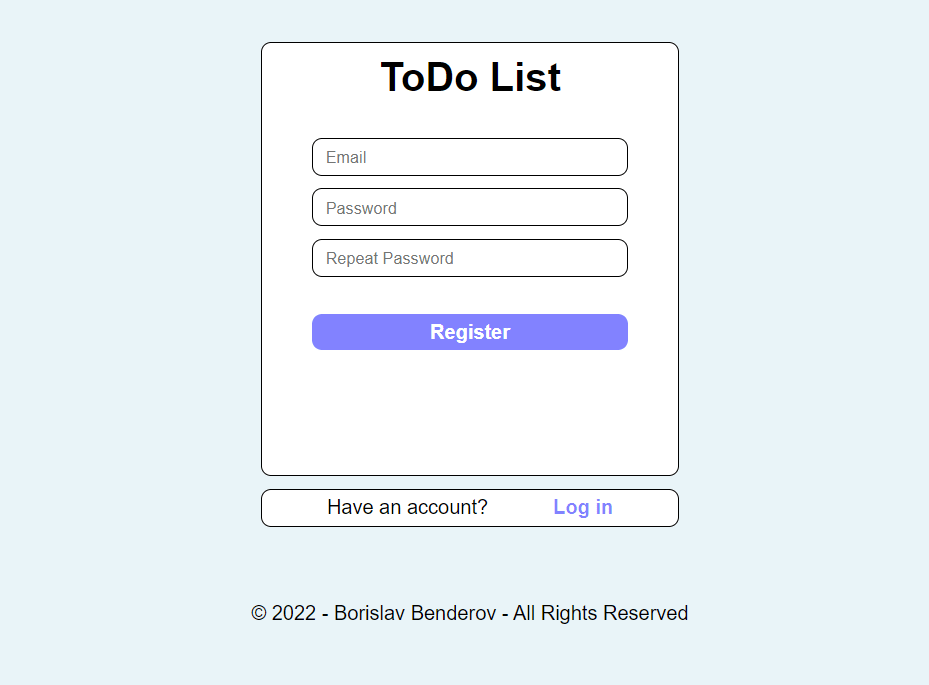 ToDo List
Email
Password
Repeat Password
Register
Have an account? Log in
© 2022 - Borislav Benderov - All Rights Reserved